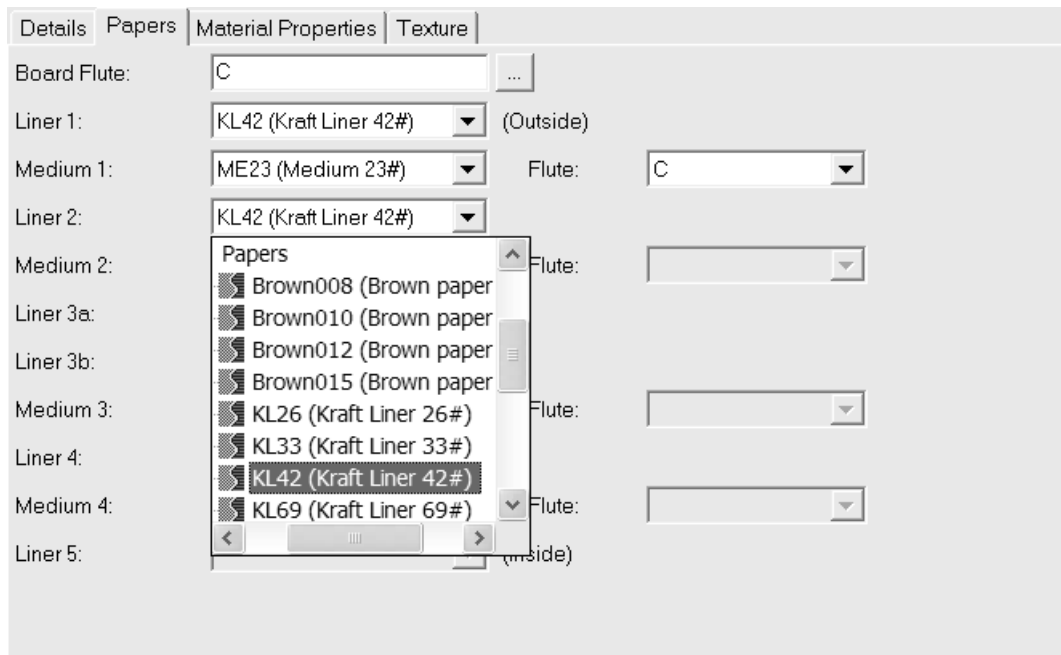 Details Papers Material Properties Texture
Board Flute: C ...
Liner 1: KL42 (Kraft Liner 42#) (Outside)
Medium 1: ME23 (Medium 23#) Flute: C
Liner 2: KL42 (Kraft Liner 42#)
Papers
Medium 2: Flute:
Brown008 (Brown paper
Liner 3a: Brown010 (Brown paper
Brown012 (Brown paper
Liner 3b:
Brown015 (Brown paper
Medium 3: KL26 (Kraft Liner 26#) Flute:
KL33 (Kraft Liner 33#)
Liner 4:
KL42 (Kraft Liner 42#)
Medium 4: KL69 (Kraft Liner 69#) Flute:
Liner 5: (Inside)